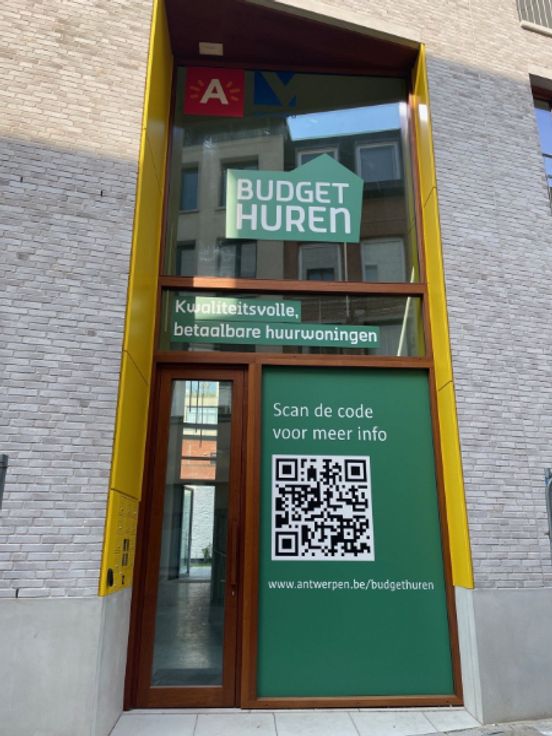 A
BUDGET
HUREN
Kwaliteitsvolle,
betaalbare huurwoningen
Scan de code
voor meer info
www.antwerpen.be/budgethuren